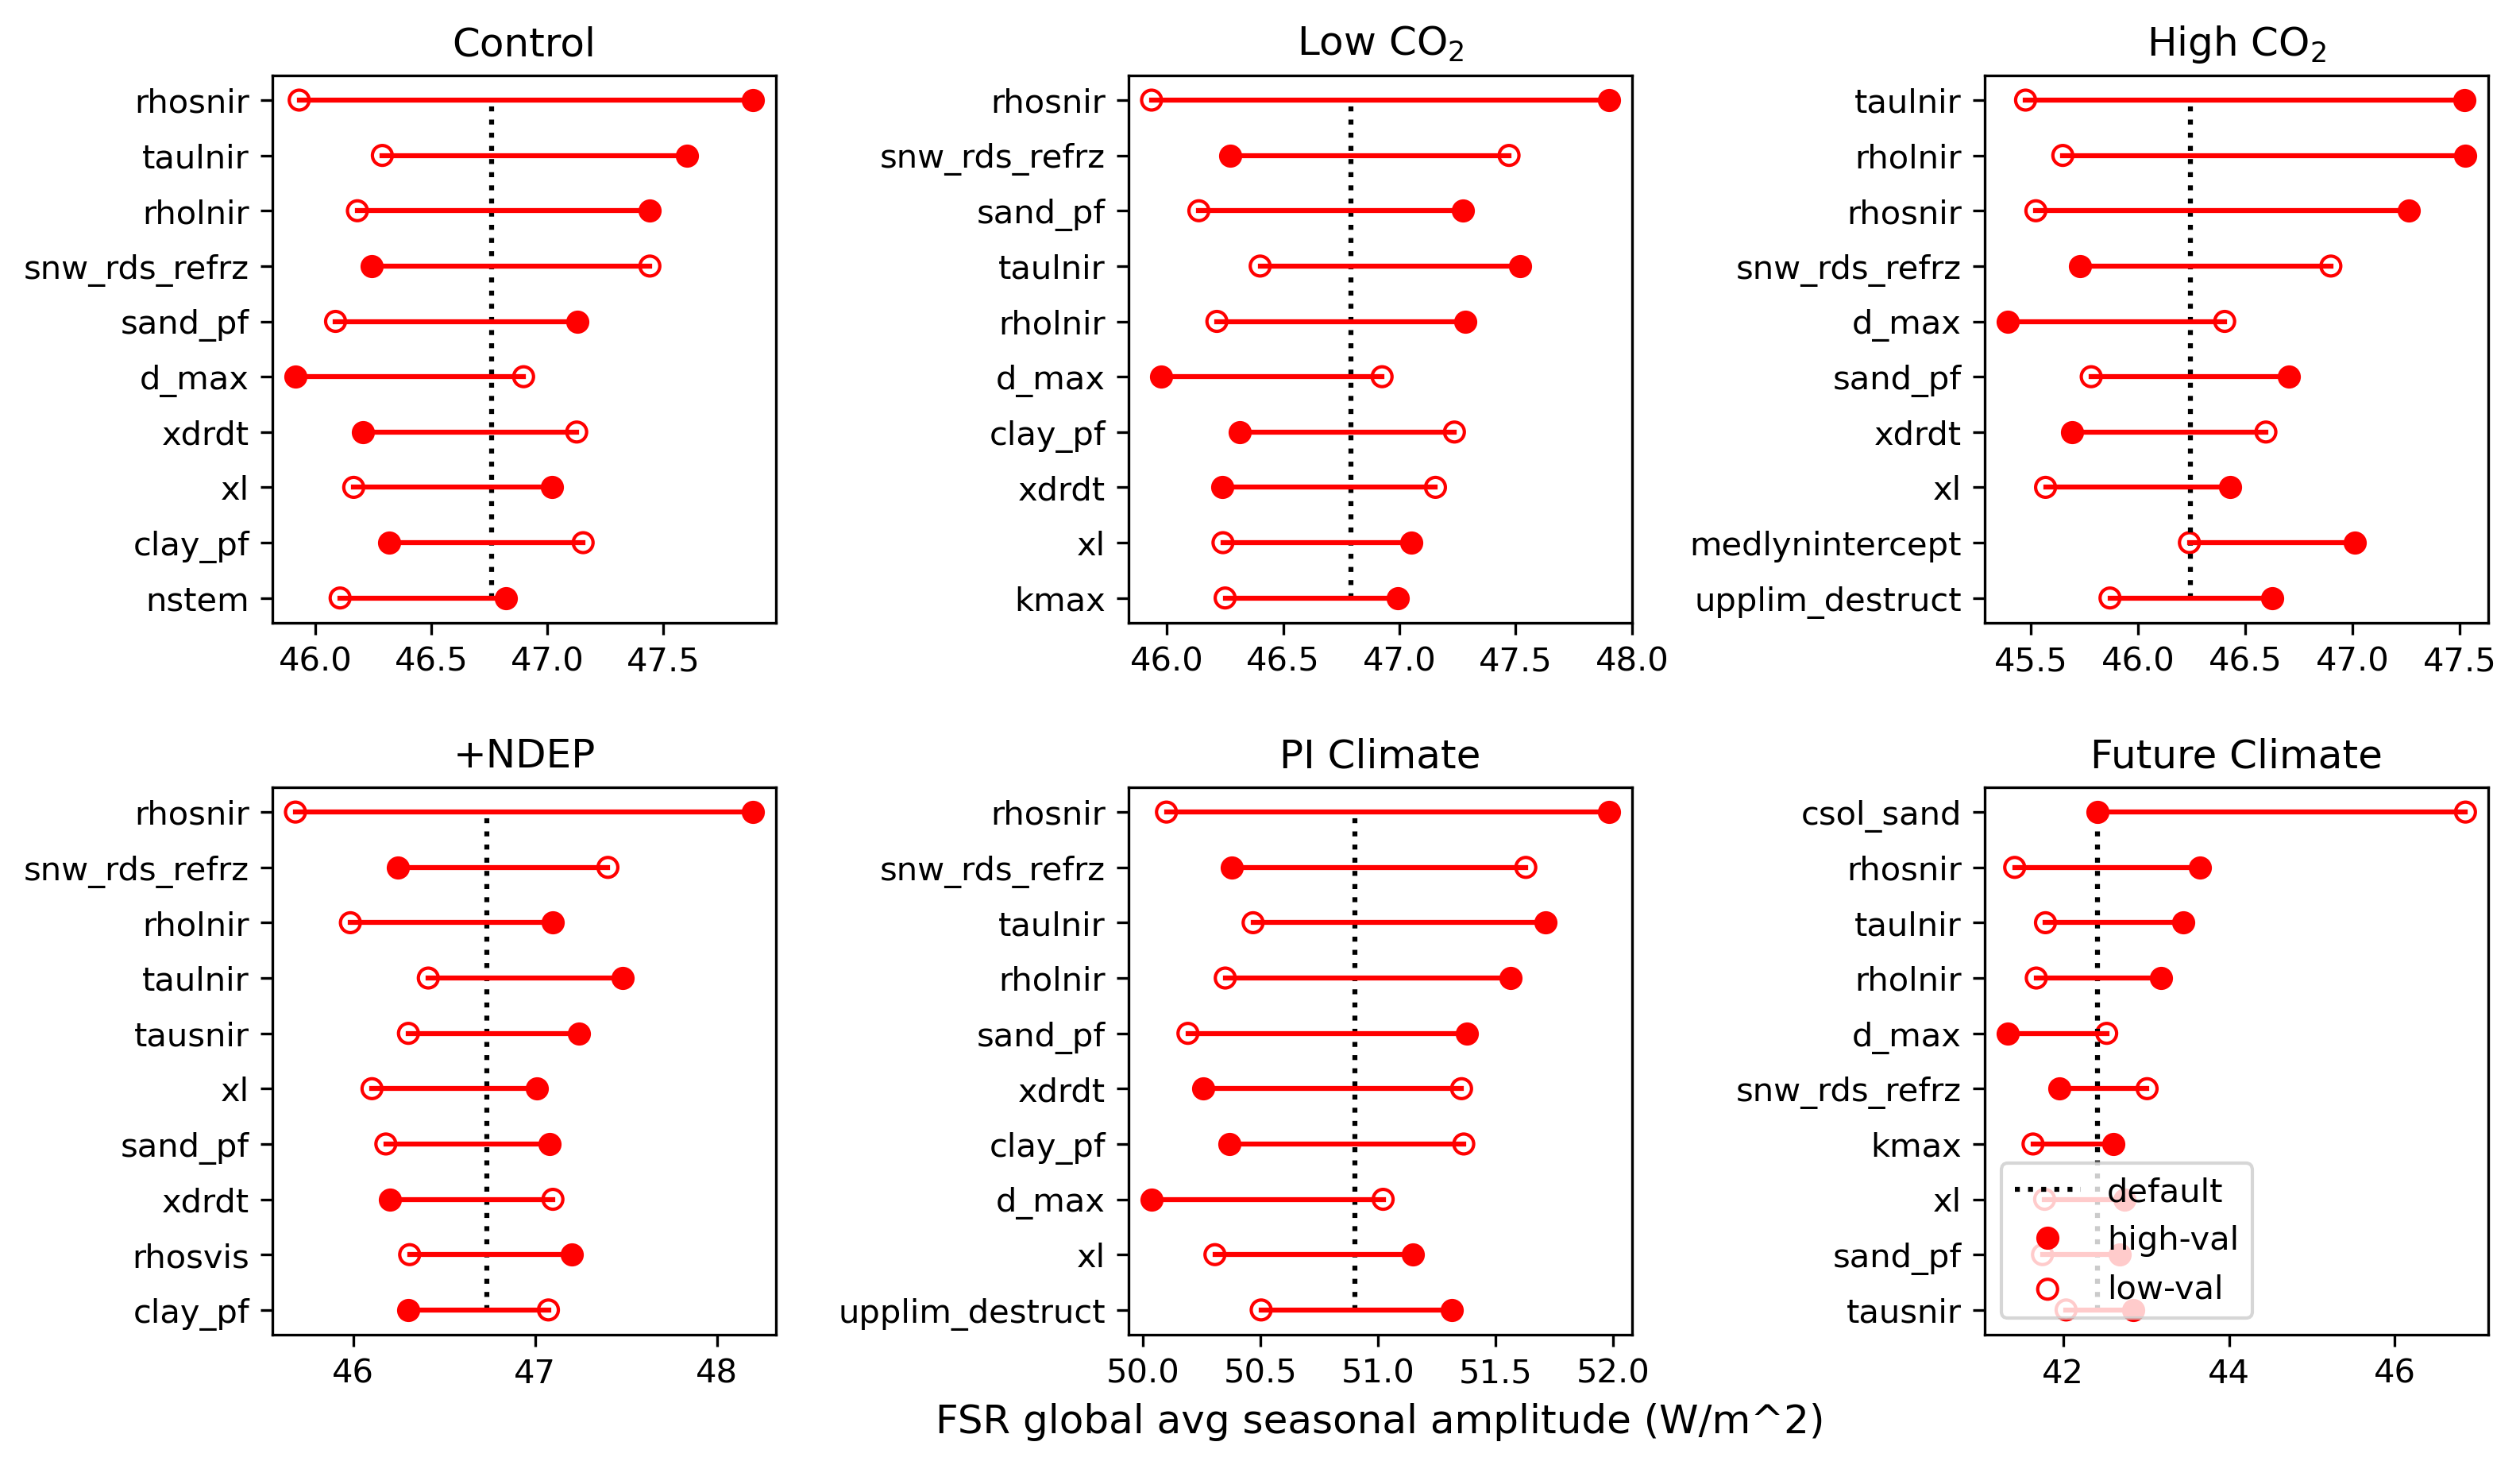 Control
rhosnir
taulnir
rholnir
snw_rds_refrz
sand_pf
d_max
xdrdt
xl
clay_pf
nstem
46.0 46.5 47.0 47.5
Low CO₂
rhosnir
snw_rds_refrz
sand_pf
taulnir
rholnir
d_max
clay_pf
xdrdt
xl
kmax
46.0 46.5 47.0 47.5 48.0
High CO₂
taulnir
rholnir
rhosnir
snw_rds_refrz
d_max
sand_pf
xdrdt
xl
medlynintercept
upplim_destruct
45.5 46.0 46.5 47.0 47.5
+NDEP
rhosnir
snw_rds_refrz
rholnir
taulnir
tausnir
xl
sand_pf
xdrdt
rhosvis
clay_pf
46 47 48
PI Climate
rhosnir
snw_rds_refrz
taulnir
rholnir
sand_pf
xdrdt
clay_pf
d_max
xl
upplim_destruct
50.0 50.5 51.0 51.5 52.0
Future Climate
csol_sand
rhosnir
taulnir
rholnir
d_max
snw_rds_refrz
kmax
xl
sand_pf
tausnir
default
high-val
low-val
42 44 46
FSR global avg seasonal amplitude (W/m^2)